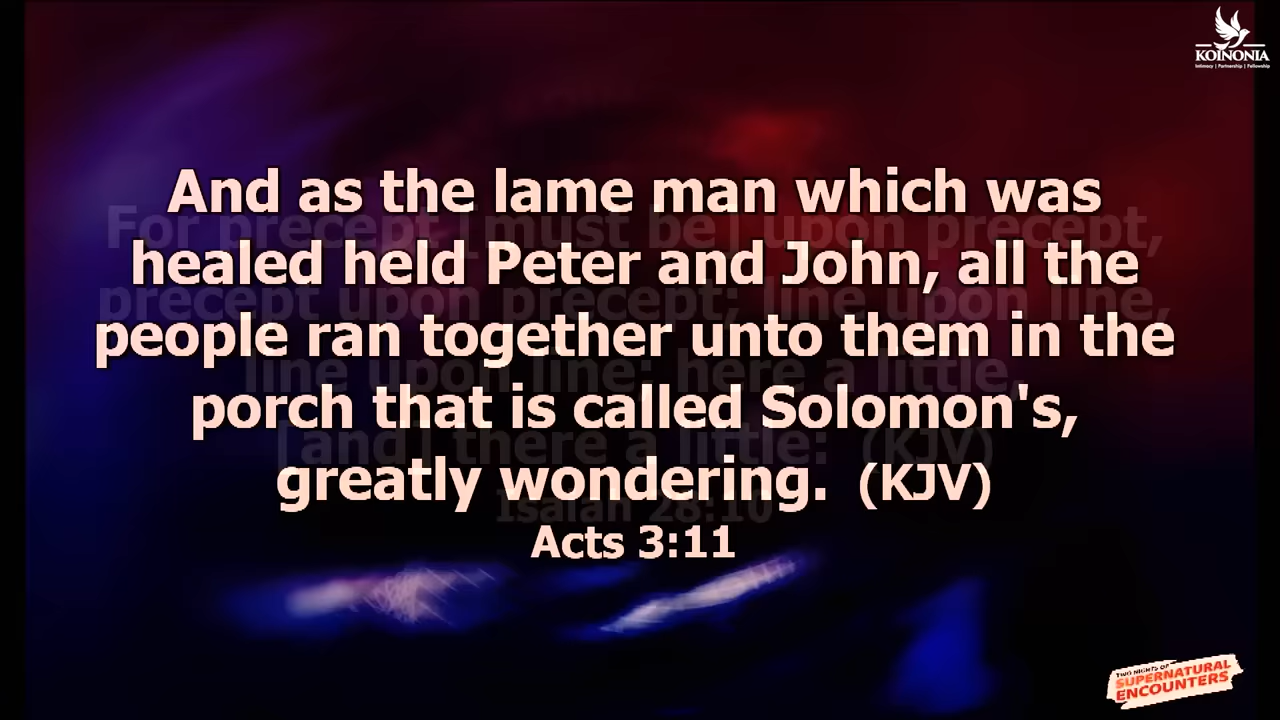 KOINONIA
Intimacy | Partnership | Fellowship
And as the lame man which was
For precept [must be] upon precept,
healed held Peter and John, all the
precept upon precept; line upon line,
people ran together unto them in the
line upon line; here a little,
porch that is called Solomon's,
[and] there a little: (KJV)
greatly wondering. (KJV)
Isaiah 28:10
Acts 3:11
TWO NIGHTS OF
SUPERNATURAL
ENCOUNTERS